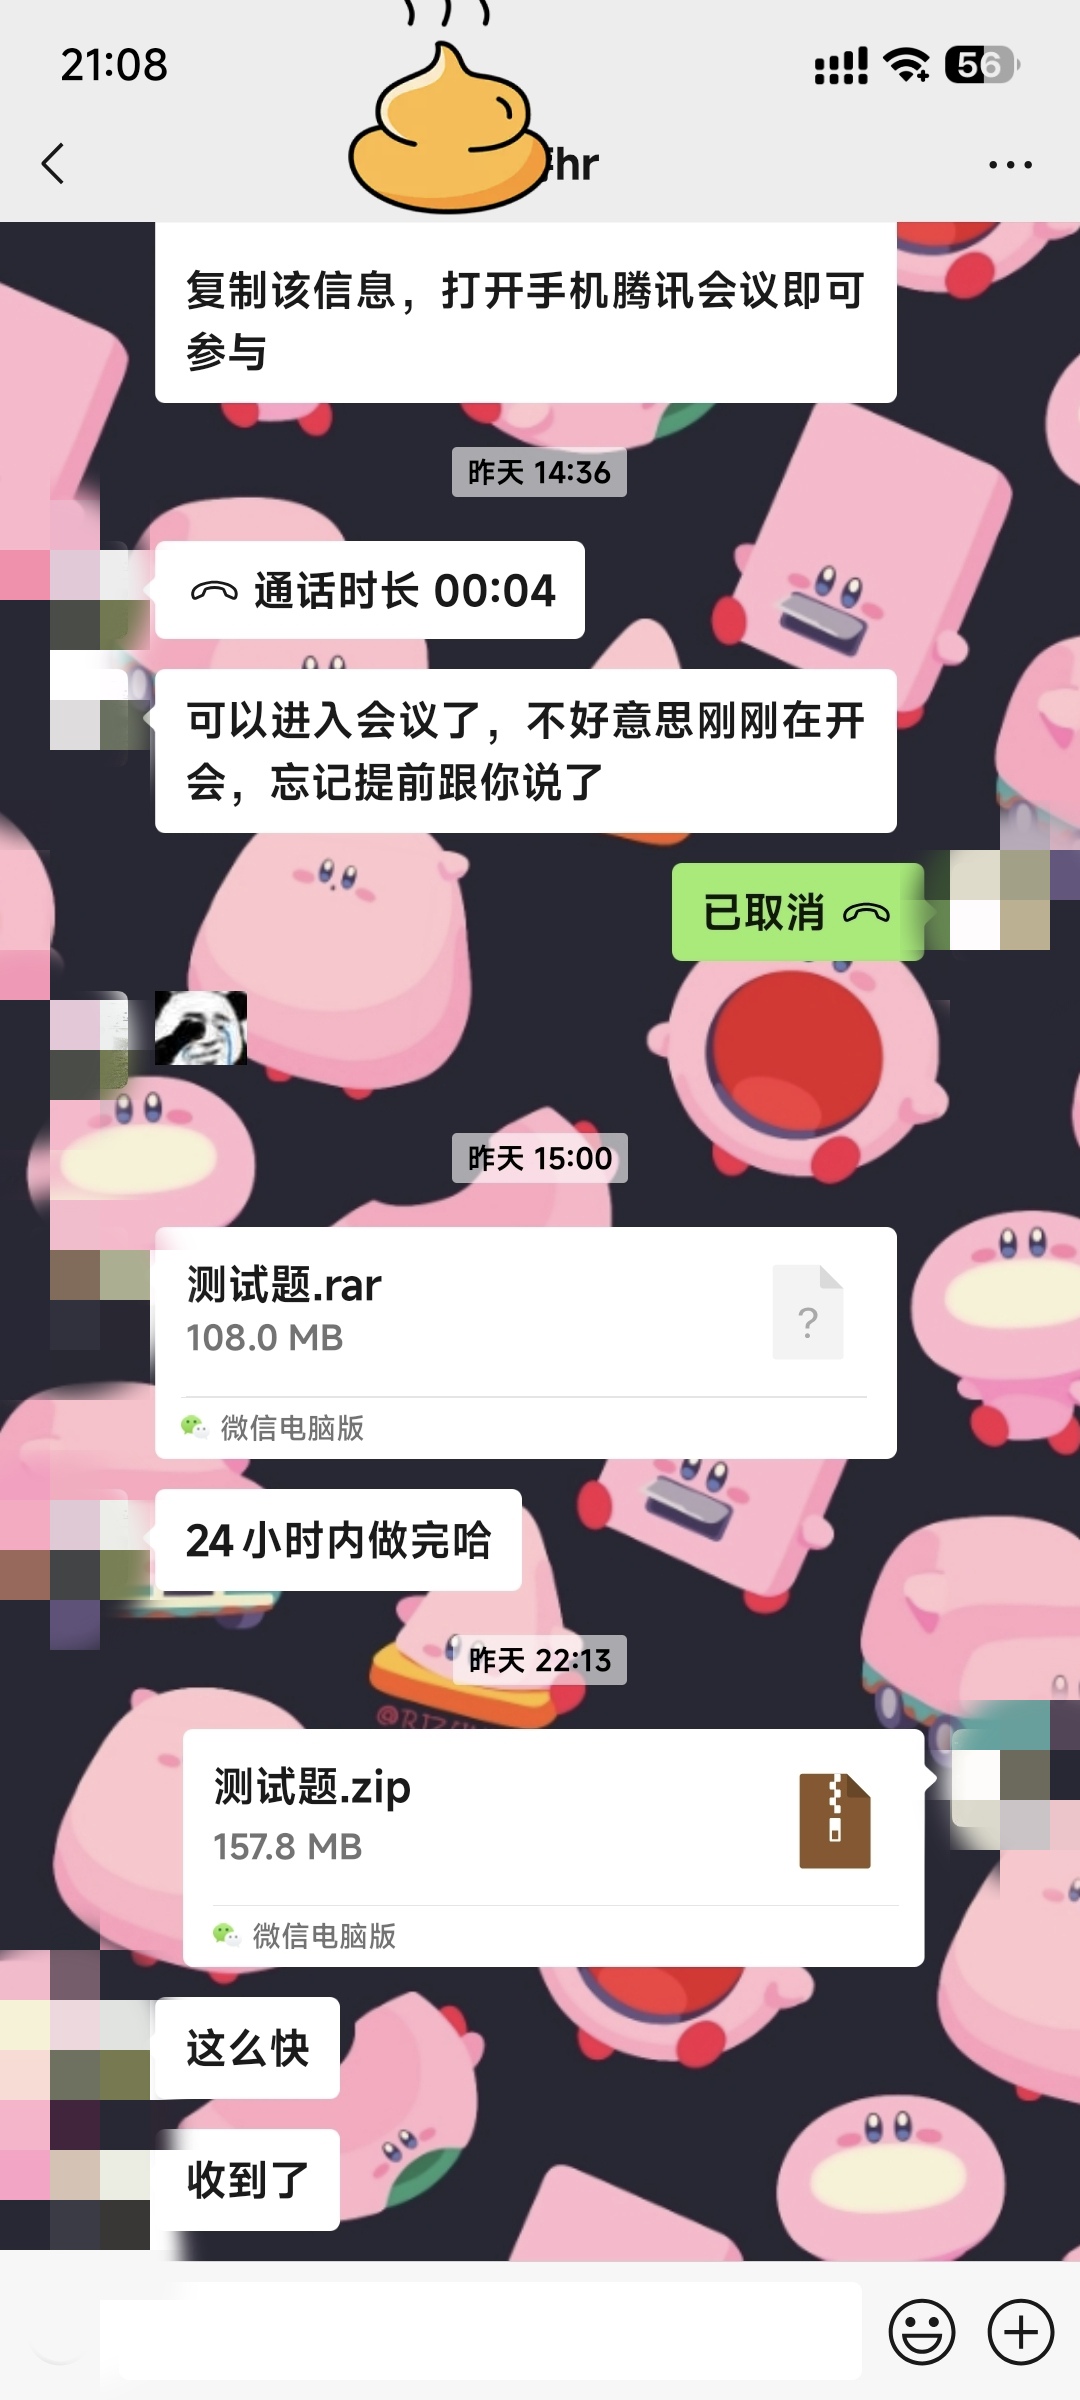 21:08
56
hr
复制该信息，打开手机腾讯会议即可
参与
昨天 14:36
通话时长 00:04
可以进入会议了，不好意思刚刚在开
会，忘记提前跟你说了
已取消
昨天 15:00
测试题.rar
108.0 MB
?
微信电脑版
24小时内做完哈
昨天 22:13
测试题.zip
157.8 MB
微信电脑版
这么快
收到了